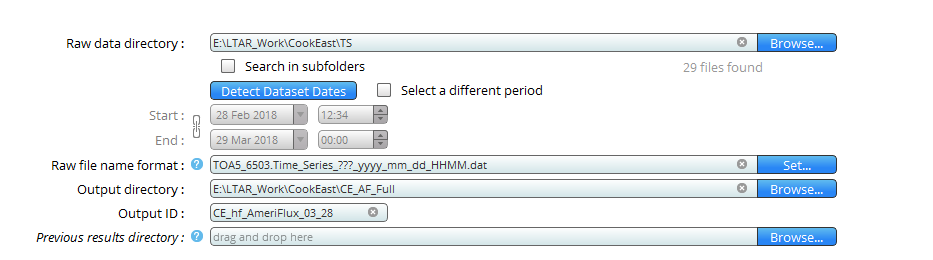 Raw data directory : E:\LTAR_Work\CookEast\TS Browse...
Search in subfolders 29 files found
Detect Dataset Dates Select a different period
Start : 28 Feb 2018 12:34
End : 29 Mar 2018 00:00
Raw file name format : ? TOA5_6503.Time_Series_???_yyyy_mm_dd_HHMM.dat Set...
Output directory : E:\LTAR_Work\CookEast\CE_AF_Full Browse...
Output ID : CE_hf_AmeriFlux_03_28
Previous results directory : ? drag and drop here Browse...